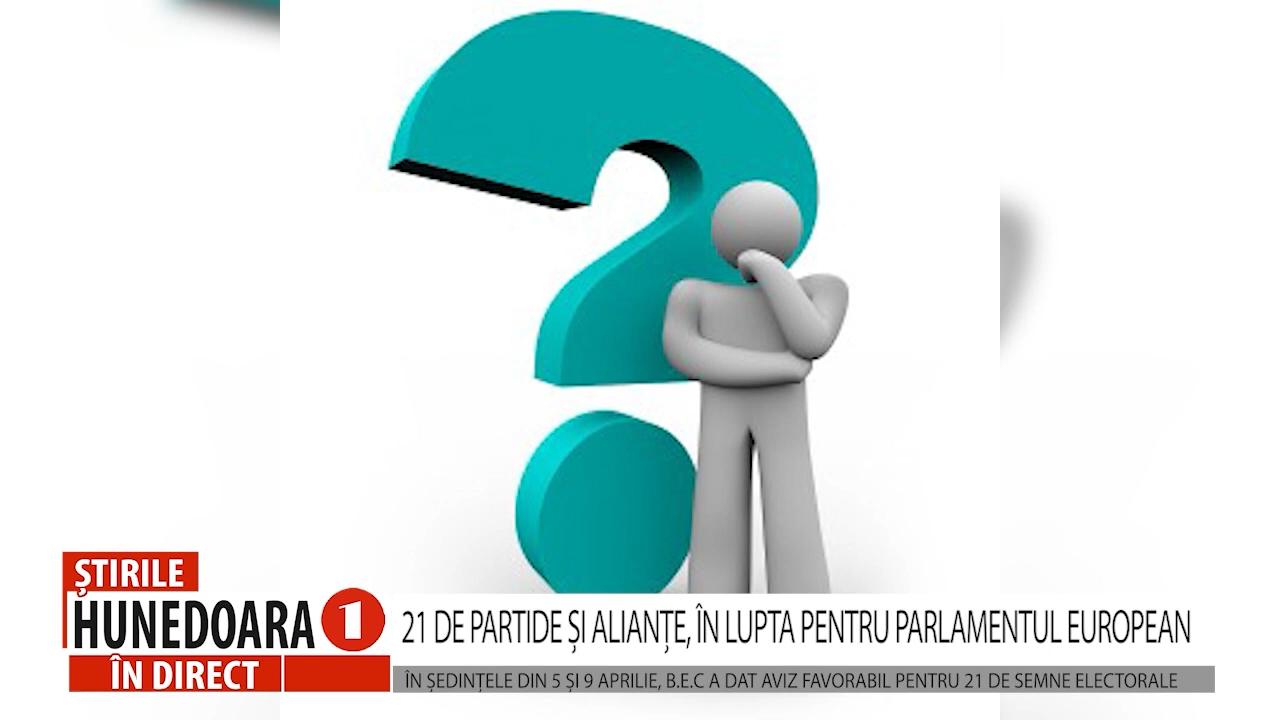 ȘTIRILE
HUNEDOARA 1
ÎN DIRECT
21 DE PARTIDE ȘI ALIANȚE, ÎN LUPTA PENTRU PARLAMENTUL EUROPEAN
ÎN ȘEDINȚELE DIN 5 ȘI 9 APRILIE, B.E.C A DAT AVIZ FAVORABIL PENTRU 21 DE SEMNE ELECTORALE